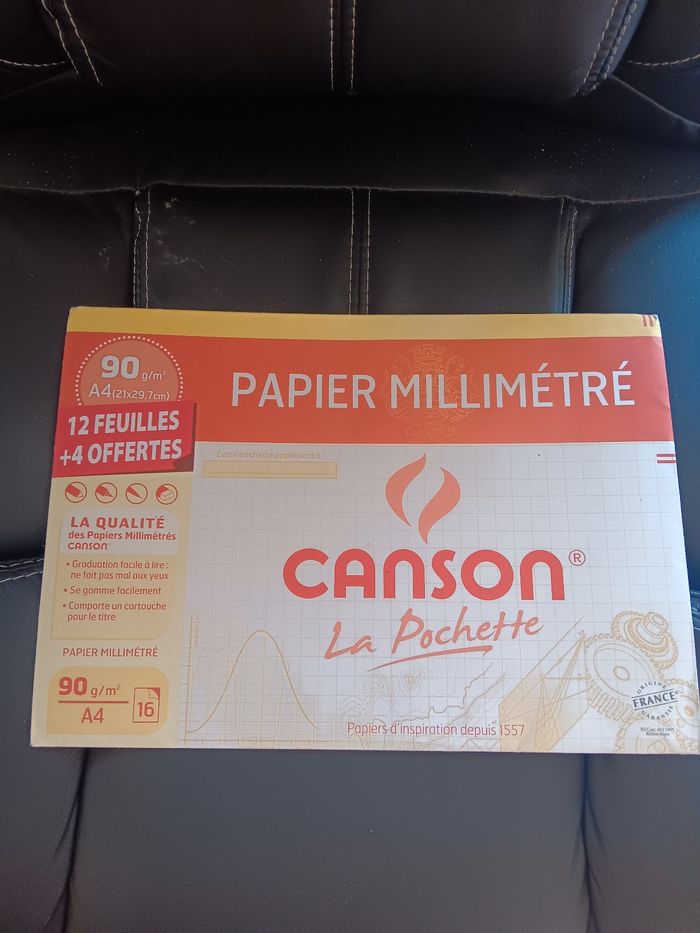 90 g/m²
A4 (21x29,7cm)
12 FEUILLES
+4 OFFERTES
PAPIER MILLIMÉTRÉ
Cette pochette appartient à :
LA QUALITÉ
des Papiers Millimétrés
CANSON
• Graduation facile à lire :
ne fait pas mal aux yeux
• Se gomme facilement
• Comporte un cartouche
pour le titre
PAPIER MILLIMÉTRÉ
90 g/m²
A4
16
CANSON®
La Pochette
Papiers d'inspiration depuis 1557
ORIGINE
FRANCE
GARANTIE